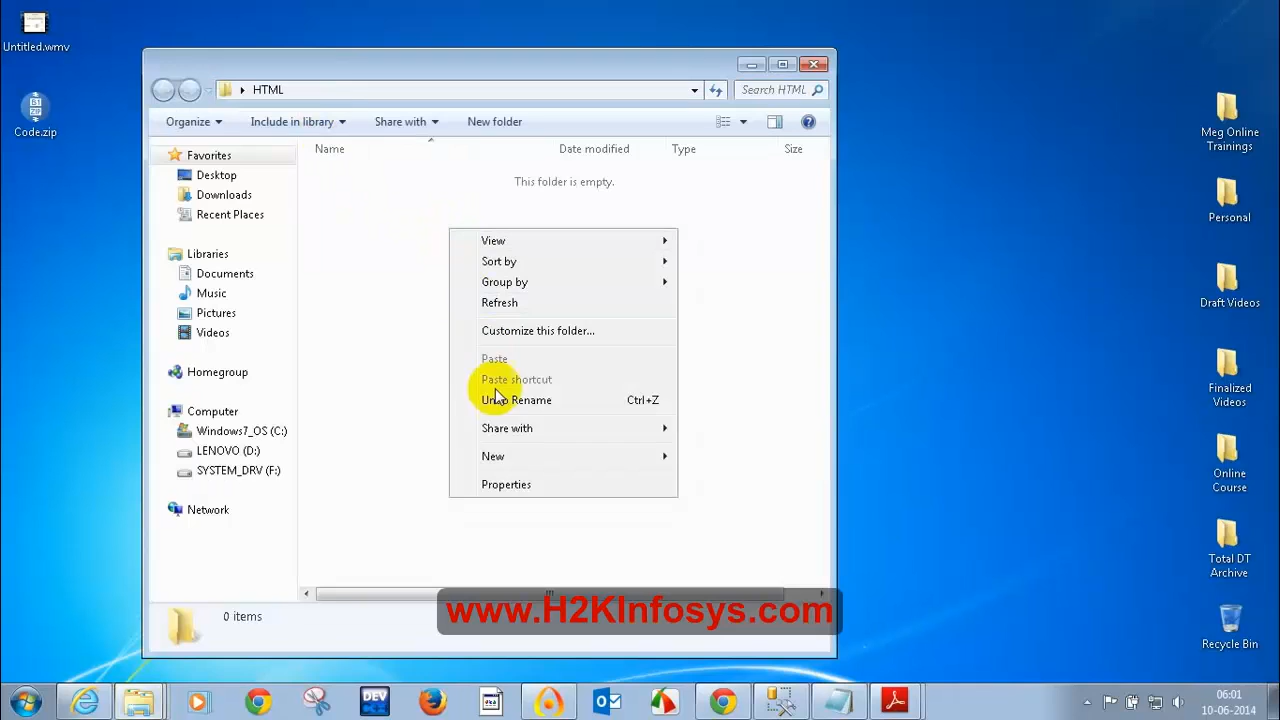 Untitled.wmv
Code.zip
HTML
Search HTML
Organize
Include in library
Share with
New folder
Name
Date modified
Type
Size
This folder is empty.
Favorites
Desktop
Downloads
Recent Places
Libraries
Documents
Music
Pictures
Videos
Homegroup
Computer
Windows7_OS (C:)
LENOVO (D:)
SYSTEM_DRV (F:)
Network
View
Sort by
Group by
Refresh
Customize this folder...
Paste
Paste shortcut
Undo Rename Ctrl+Z
Share with
New
Properties
0 items
www.H2KInfosys.com
Meg Online
Trainings
Personal
Draft Videos
Finalized
Videos
Online
Course
Total DT
Archive
Recycle Bin
DEV
06:01
10-06-2014